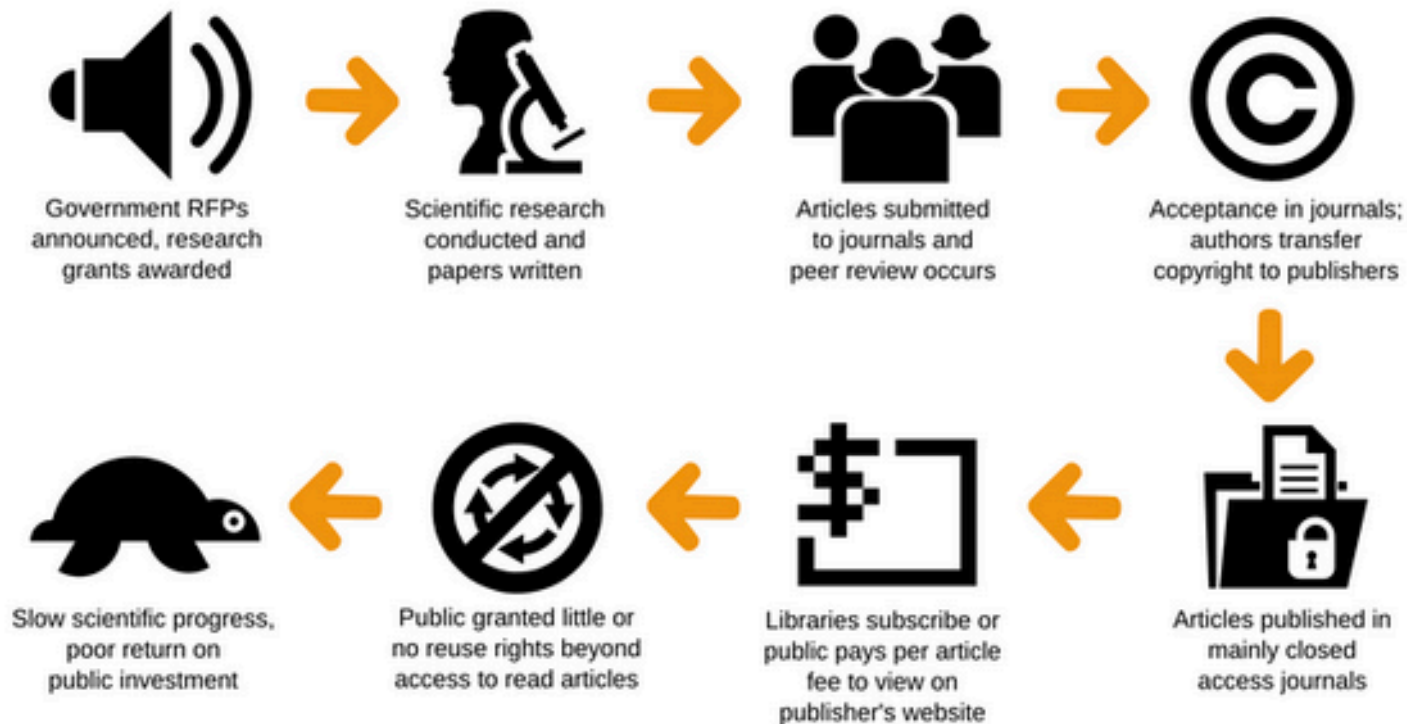 Government RFPs
announced, research
grants awarded
Scientific research
conducted and
papers written
Articles submitted
to journals and
peer review occurs
Acceptance in journals;
authors transfer
copyright to publishers
Articles published in
mainly closed
access journals
Libraries subscribe or
public pays per article
fee to view on
publisher's website
Public granted little or
no reuse rights beyond
access to read articles
Slow scientific progress,
poor return on
public investment